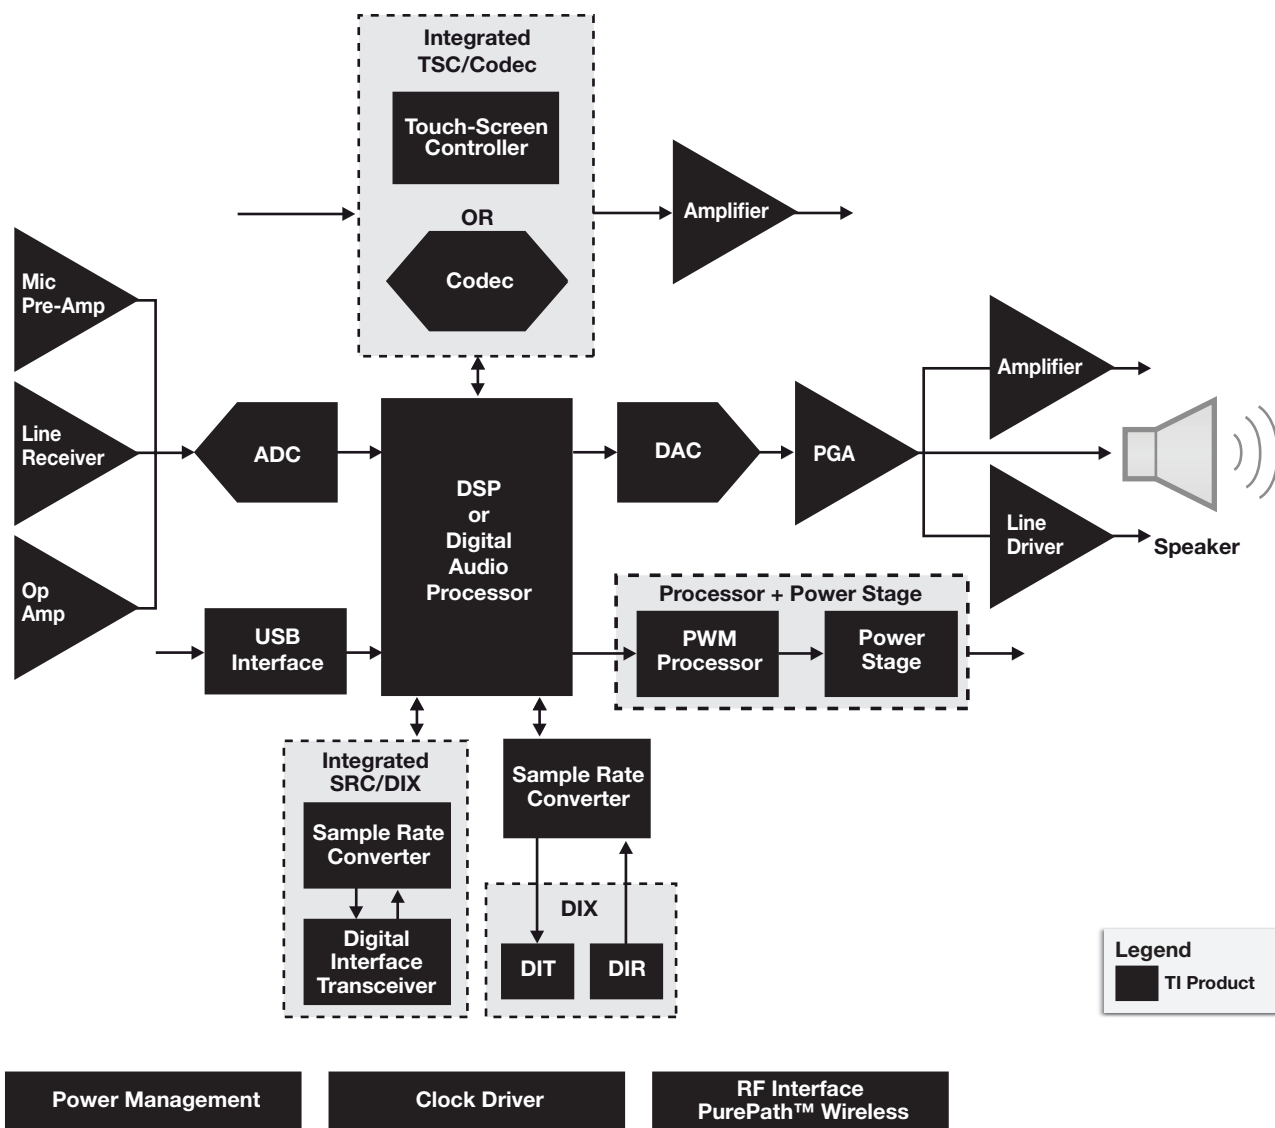 Integrated
TSC/Codec
Touch-Screen
Controller
OR
Codec
Amplifier
Mic
Pre-Amp
Line
Receiver
Op
Amp
ADC
DSP
or
Digital
Audio
Processor
DAC
PGA
Amplifier
Line
Driver
Speaker
USB
Interface
Processor + Power Stage
PWM
Processor
Power
Stage
Integrated
SRC/DIX
Sample Rate
Converter
Digital
Interface
Transceiver
Sample Rate
Converter
DIX
DIT
DIR
Legend
TI Product
Power Management
Clock Driver
RF Interface
PurePath™ Wireless